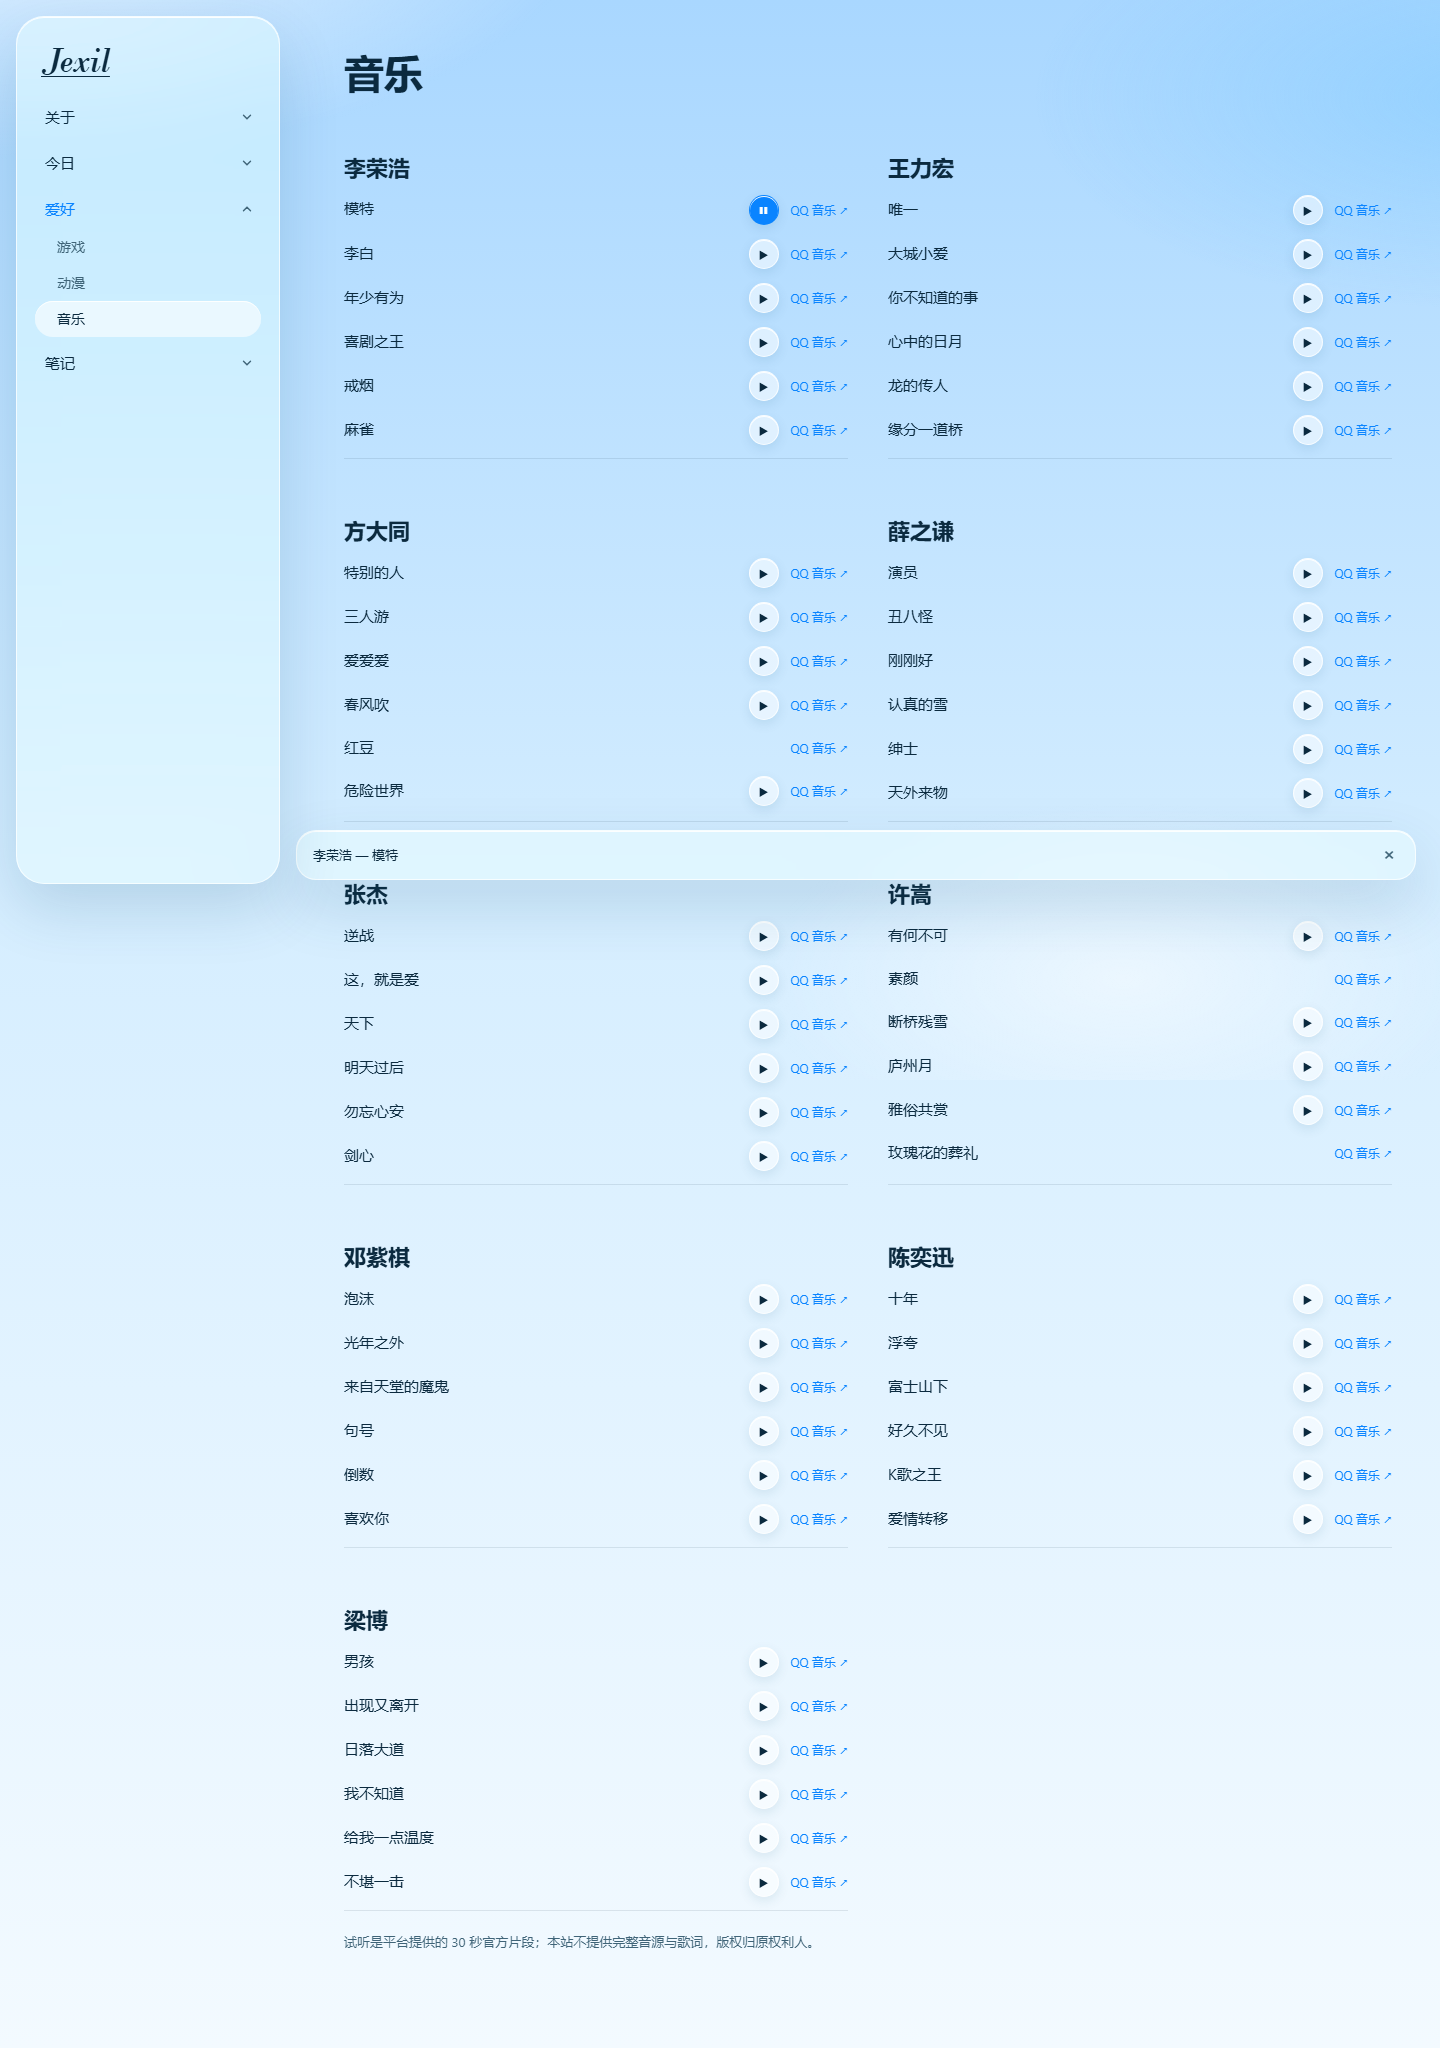 Jexil
关于
今日
爱好
游戏
动漫
音乐
笔记
音乐
李荣浩
模特 QQ 音乐 ↗
李白 QQ 音乐 ↗
年少有为 QQ 音乐 ↗
喜剧之王 QQ 音乐 ↗
戒烟 QQ 音乐 ↗
麻雀 QQ 音乐 ↗
王力宏
唯一 QQ 音乐 ↗
大城小爱 QQ 音乐 ↗
你不知道的事 QQ 音乐 ↗
心中的日月 QQ 音乐 ↗
龙的传人 QQ 音乐 ↗
缘分一道桥 QQ 音乐 ↗
方大同
特别的人 QQ 音乐 ↗
三人游 QQ 音乐 ↗
爱爱爱 QQ 音乐 ↗
春风吹 QQ 音乐 ↗
红豆 QQ 音乐 ↗
危险世界 QQ 音乐 ↗
薛之谦
演员 QQ 音乐 ↗
丑八怪 QQ 音乐 ↗
刚刚好 QQ 音乐 ↗
认真的雪 QQ 音乐 ↗
绅士 QQ 音乐 ↗
天外来物 QQ 音乐 ↗
李荣浩 — 模特 ×
张杰
逆战 QQ 音乐 ↗
这，就是爱 QQ 音乐 ↗
天下 QQ 音乐 ↗
明天过后 QQ 音乐 ↗
勿忘心安 QQ 音乐 ↗
剑心 QQ 音乐 ↗
许嵩
有何不可 QQ 音乐 ↗
素颜 QQ 音乐 ↗
断桥残雪 QQ 音乐 ↗
庐州月 QQ 音乐 ↗
雅俗共赏 QQ 音乐 ↗
玫瑰花的葬礼 QQ 音乐 ↗
邓紫棋
泡沫 QQ 音乐 ↗
光年之外 QQ 音乐 ↗
来自天堂的魔鬼 QQ 音乐 ↗
句号 QQ 音乐 ↗
倒数 QQ 音乐 ↗
喜欢你 QQ 音乐 ↗
陈奕迅
十年 QQ 音乐 ↗
浮夸 QQ 音乐 ↗
富士山下 QQ 音乐 ↗
好久不见 QQ 音乐 ↗
K歌之王 QQ 音乐 ↗
爱情转移 QQ 音乐 ↗
梁博
男孩 QQ 音乐 ↗
出现又离开 QQ 音乐 ↗
日落大道 QQ 音乐 ↗
我不知道 QQ 音乐 ↗
给我一点温度 QQ 音乐 ↗
不堪一击 QQ 音乐 ↗
试听是平台提供的 30 秒官方片段；本站不提供完整音源与歌词，版权归原权利人。